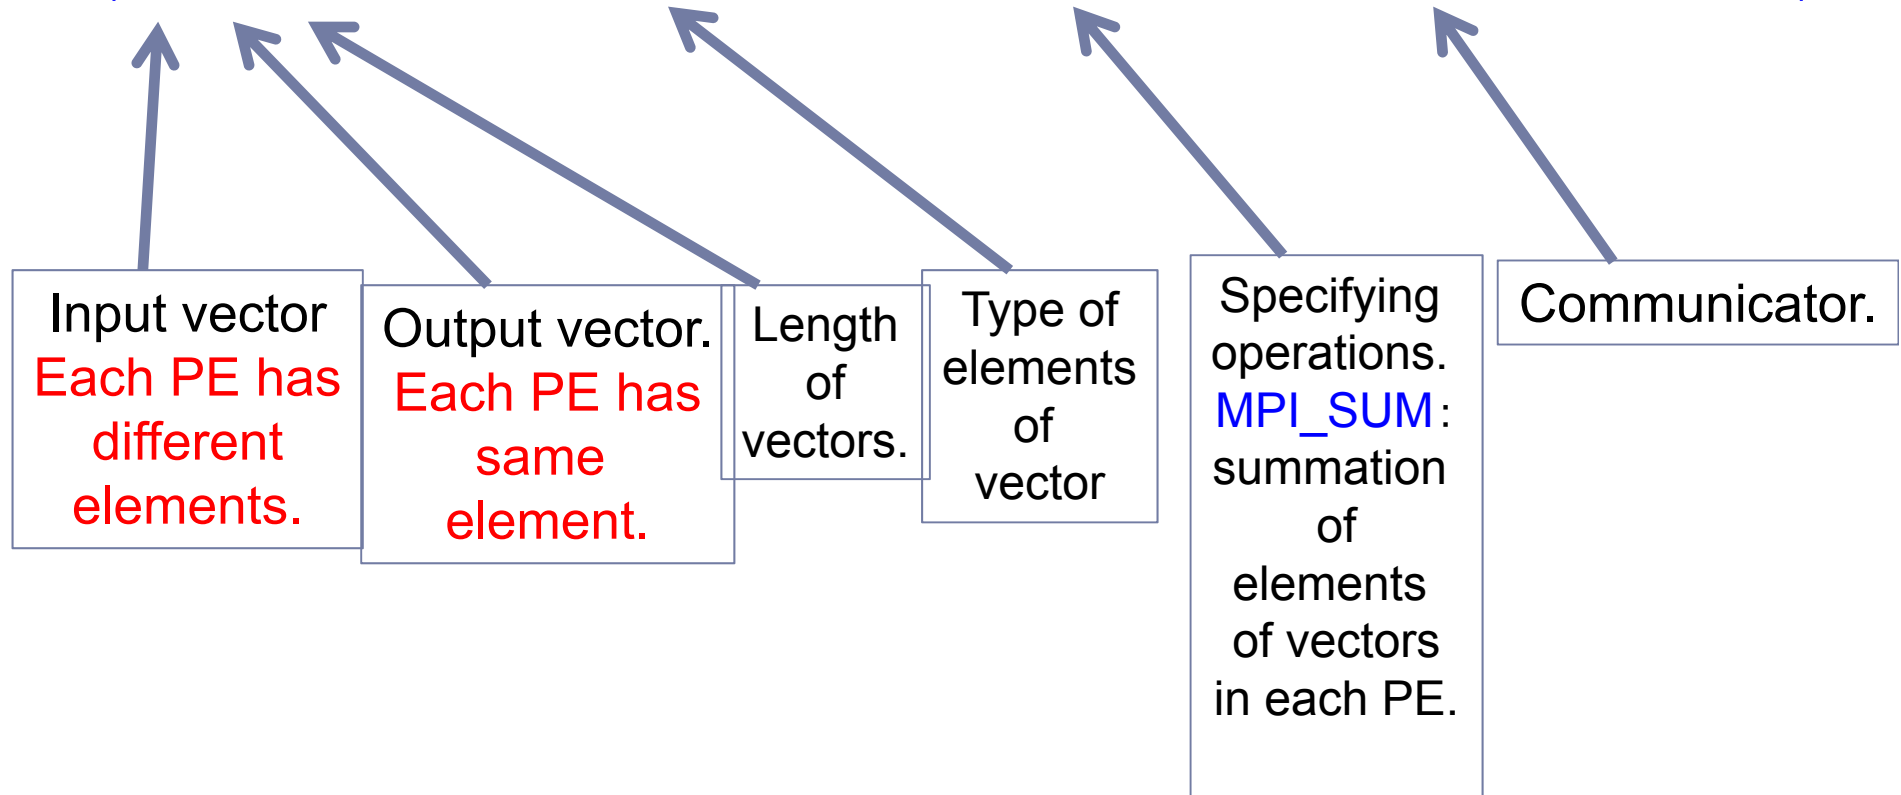 Input vector
Each PE has
different
elements.
Output vector.
Each PE has
same
element.
Length
of
vectors.
Type of
elements
of
vector
Specifying
operations.
MPI_SUM:
summation
of
elements
of vectors
in each PE.
Communicator.